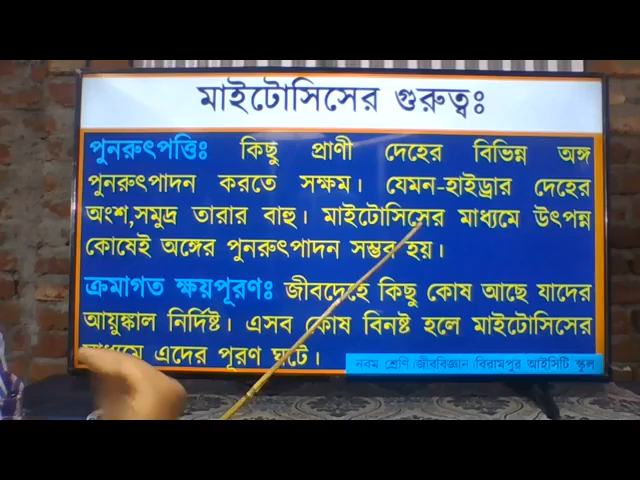 মাইটোসিসের গুরুত্বঃ
পুনরুৎপত্তিঃ কিছু প্রাণী দেহের বিভিন্ন অঙ্গ
পুনরুৎপাদন করতে সক্ষম। যেমন-হাইড্রার দেহের
অংশ,সমুদ্র তারার বাহু। মাইটোসিসের মাধ্যমে উৎপন্ন
কোষেই অঙ্গের পুনরুৎপাদন সম্ভব হয়।
ক্রমাগত ক্ষয়পূরণঃ জীবদেহে কিছু কোষ আছে যাদের
আয়ুষ্কাল নির্দিষ্ট। এসব কোষ বিনষ্ট হলে মাইটোসিসের
মাধ্যমে এদের পূরণ ঘটে।
নবম শ্রেণি।জীববিজ্ঞান।বিরামপুর আইসিটি স্কুল